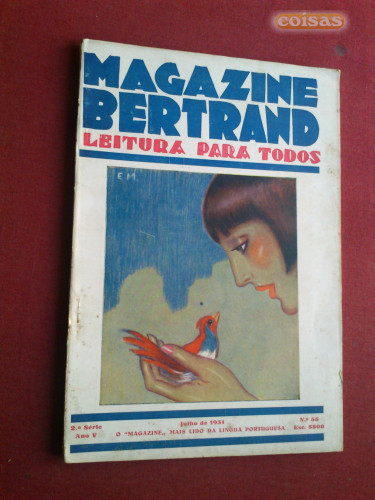 coisas
MAGAZINE
BERTRAND
LEITURA PARA TODOS
E.M.
2.ª Série
Ano V
Julho de 1931
O "MAGAZINE„ MAIS LIDO DA LINGUA PORTUGUESA
N.º 55
Esc.